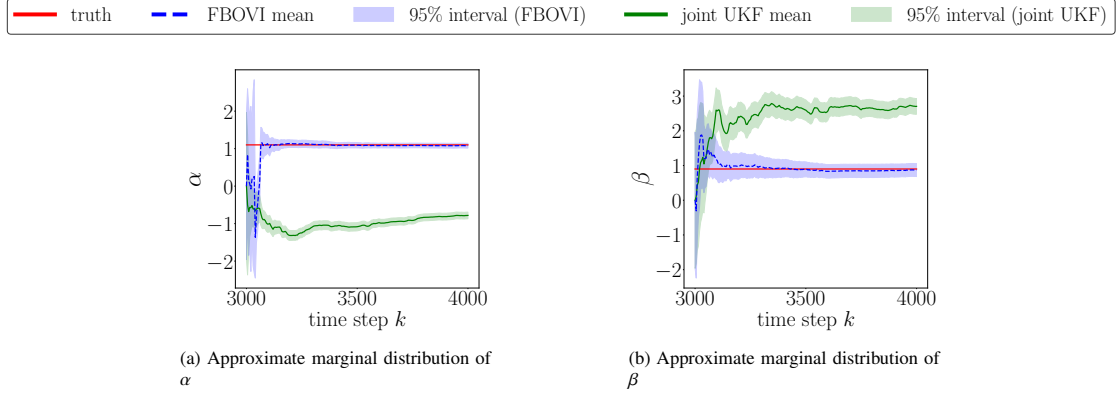 truth FBOVI mean 95% interval (FBOVI) joint UKF mean 95% interval (joint UKF)
2
1
0
−1
−2
α
3000 3500 4000
time step k
(a) Approximate marginal distribution of
α
3
2
1
0
−1
−2
β
3000 3500 4000
time step k
(b) Approximate marginal distribution of
β